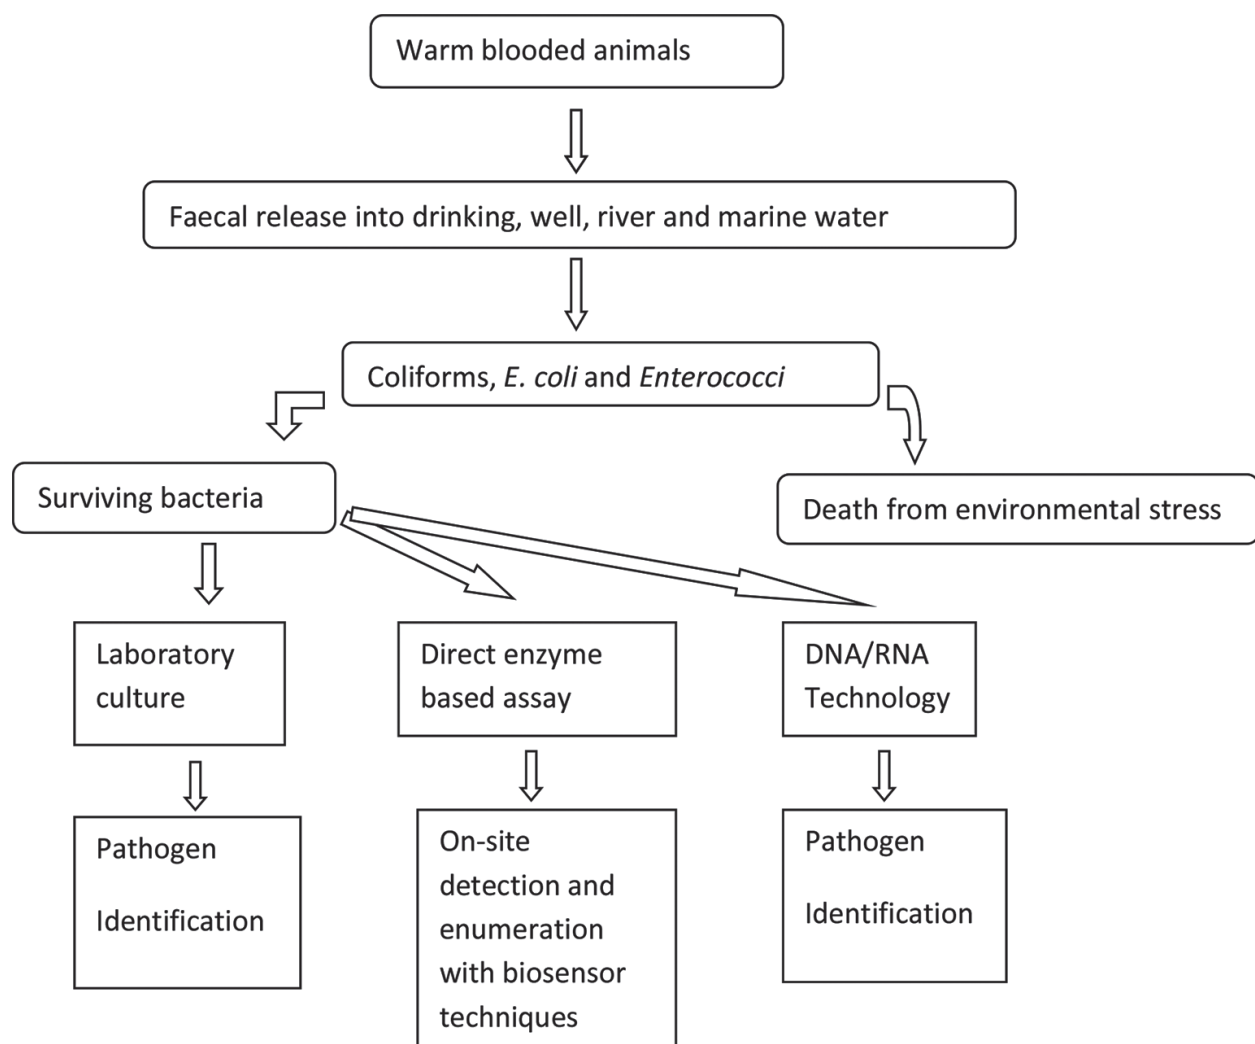 Warm blooded animals
Faecal release into drinking, well, river and marine water
Coliforms, E. coli and Enterococci
Surviving bacteria
Death from environmental stress
Laboratory
culture
Direct enzyme
based assay
DNA/RNA
Technology
Pathogen
Identification
On-site
detection and
enumeration
with biosensor
techniques
Pathogen
Identification